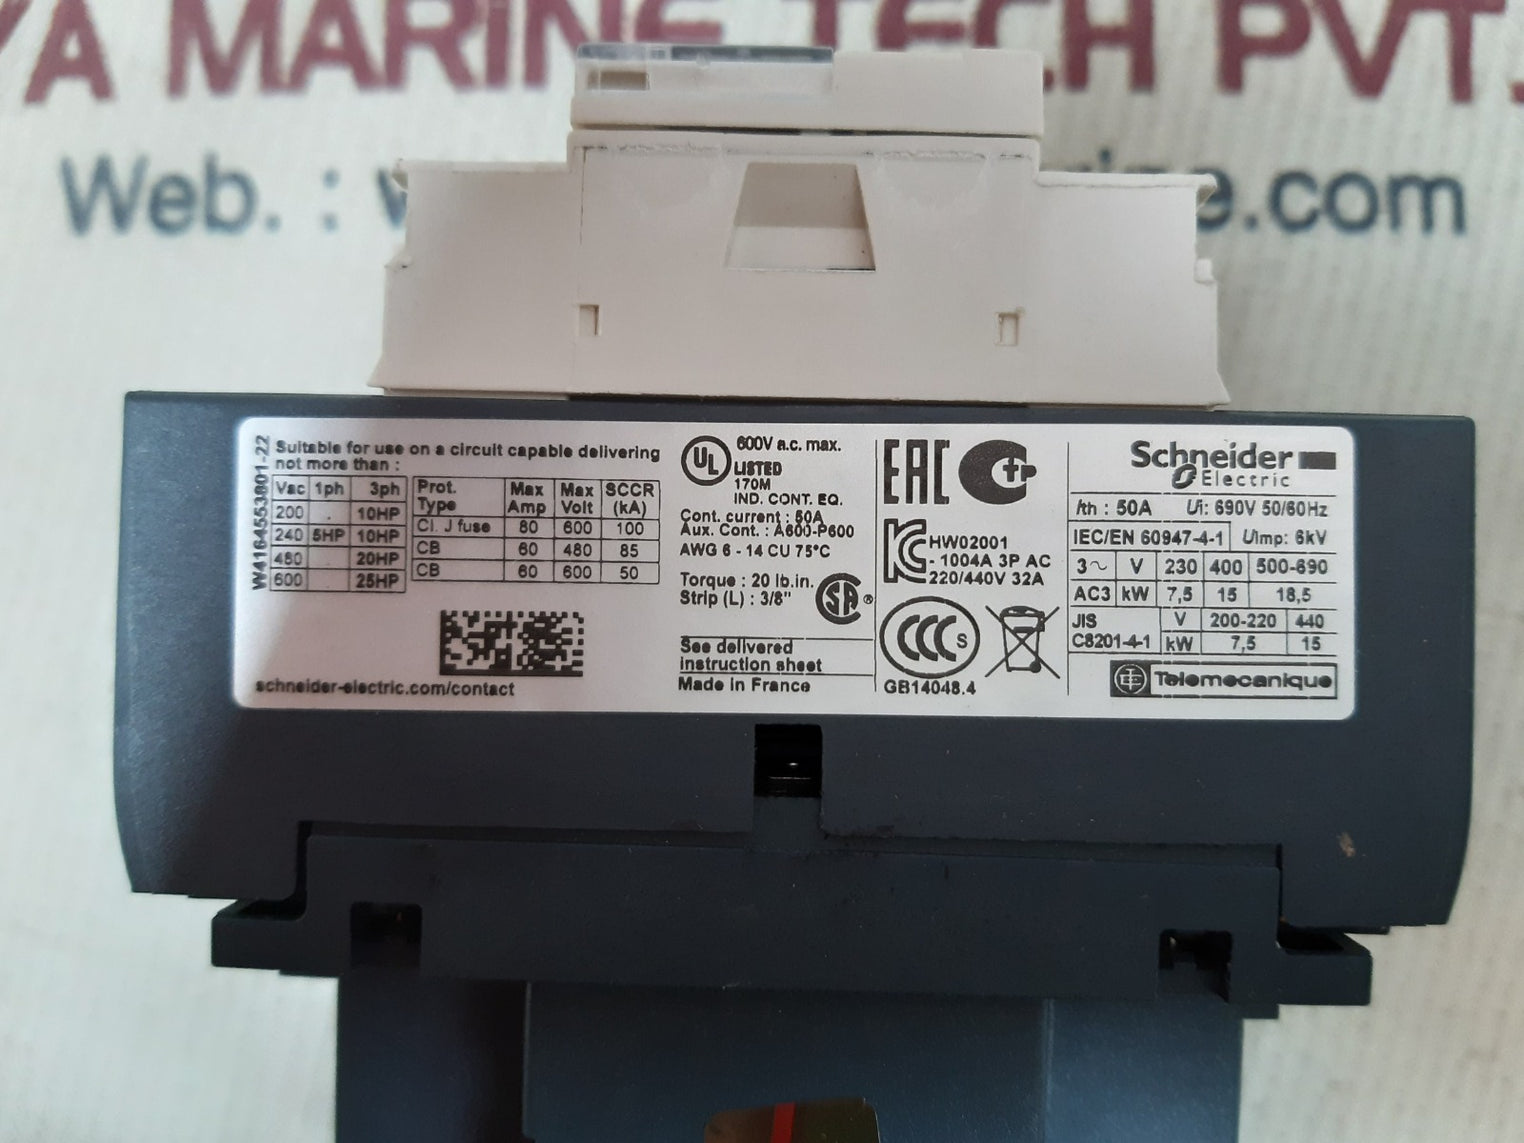 YA MARINE TECH PVT.
Web. : w
e.com
W9164553801-22
Suitable for use on a circuit capable delivering
not more than :
Vac 1ph 3ph
200 . 10HP
240 5HP 10HP
480 20HP
600 25HP
Prot. Type Max Amp Max Volt SCCR (kA)
Cl. J fuse 80 600 100
CB 60 480 85
CB 60 600 50
schneider-electric.com/contact
UL
600V a.c. max.
LISTED
170M
IND. CONT. EQ.
Cont. current : 50A
Aux. Cont. : A600-P600
AWG 6 - 14 CU 75°C
Torque : 20 lb.in.
Strip (L) : 3/8"
SA ®
See delivered
instruction sheet
Made in France
EAC
C tp
KC HW02001
- 1004A 3P AC
220/440V 32A
CCC S
GB14048.4
Schneider
Electric
Ith : 50A Ui: 690V 50/60Hz
IEC/EN 60947-4-1 Uimp: 6kV
3~ V 230 400 500-690
AC3 kW 7,5 15 18,5
JIS V 200-220 440
C8201-4-1 kW 7,5 15
Telemecanique